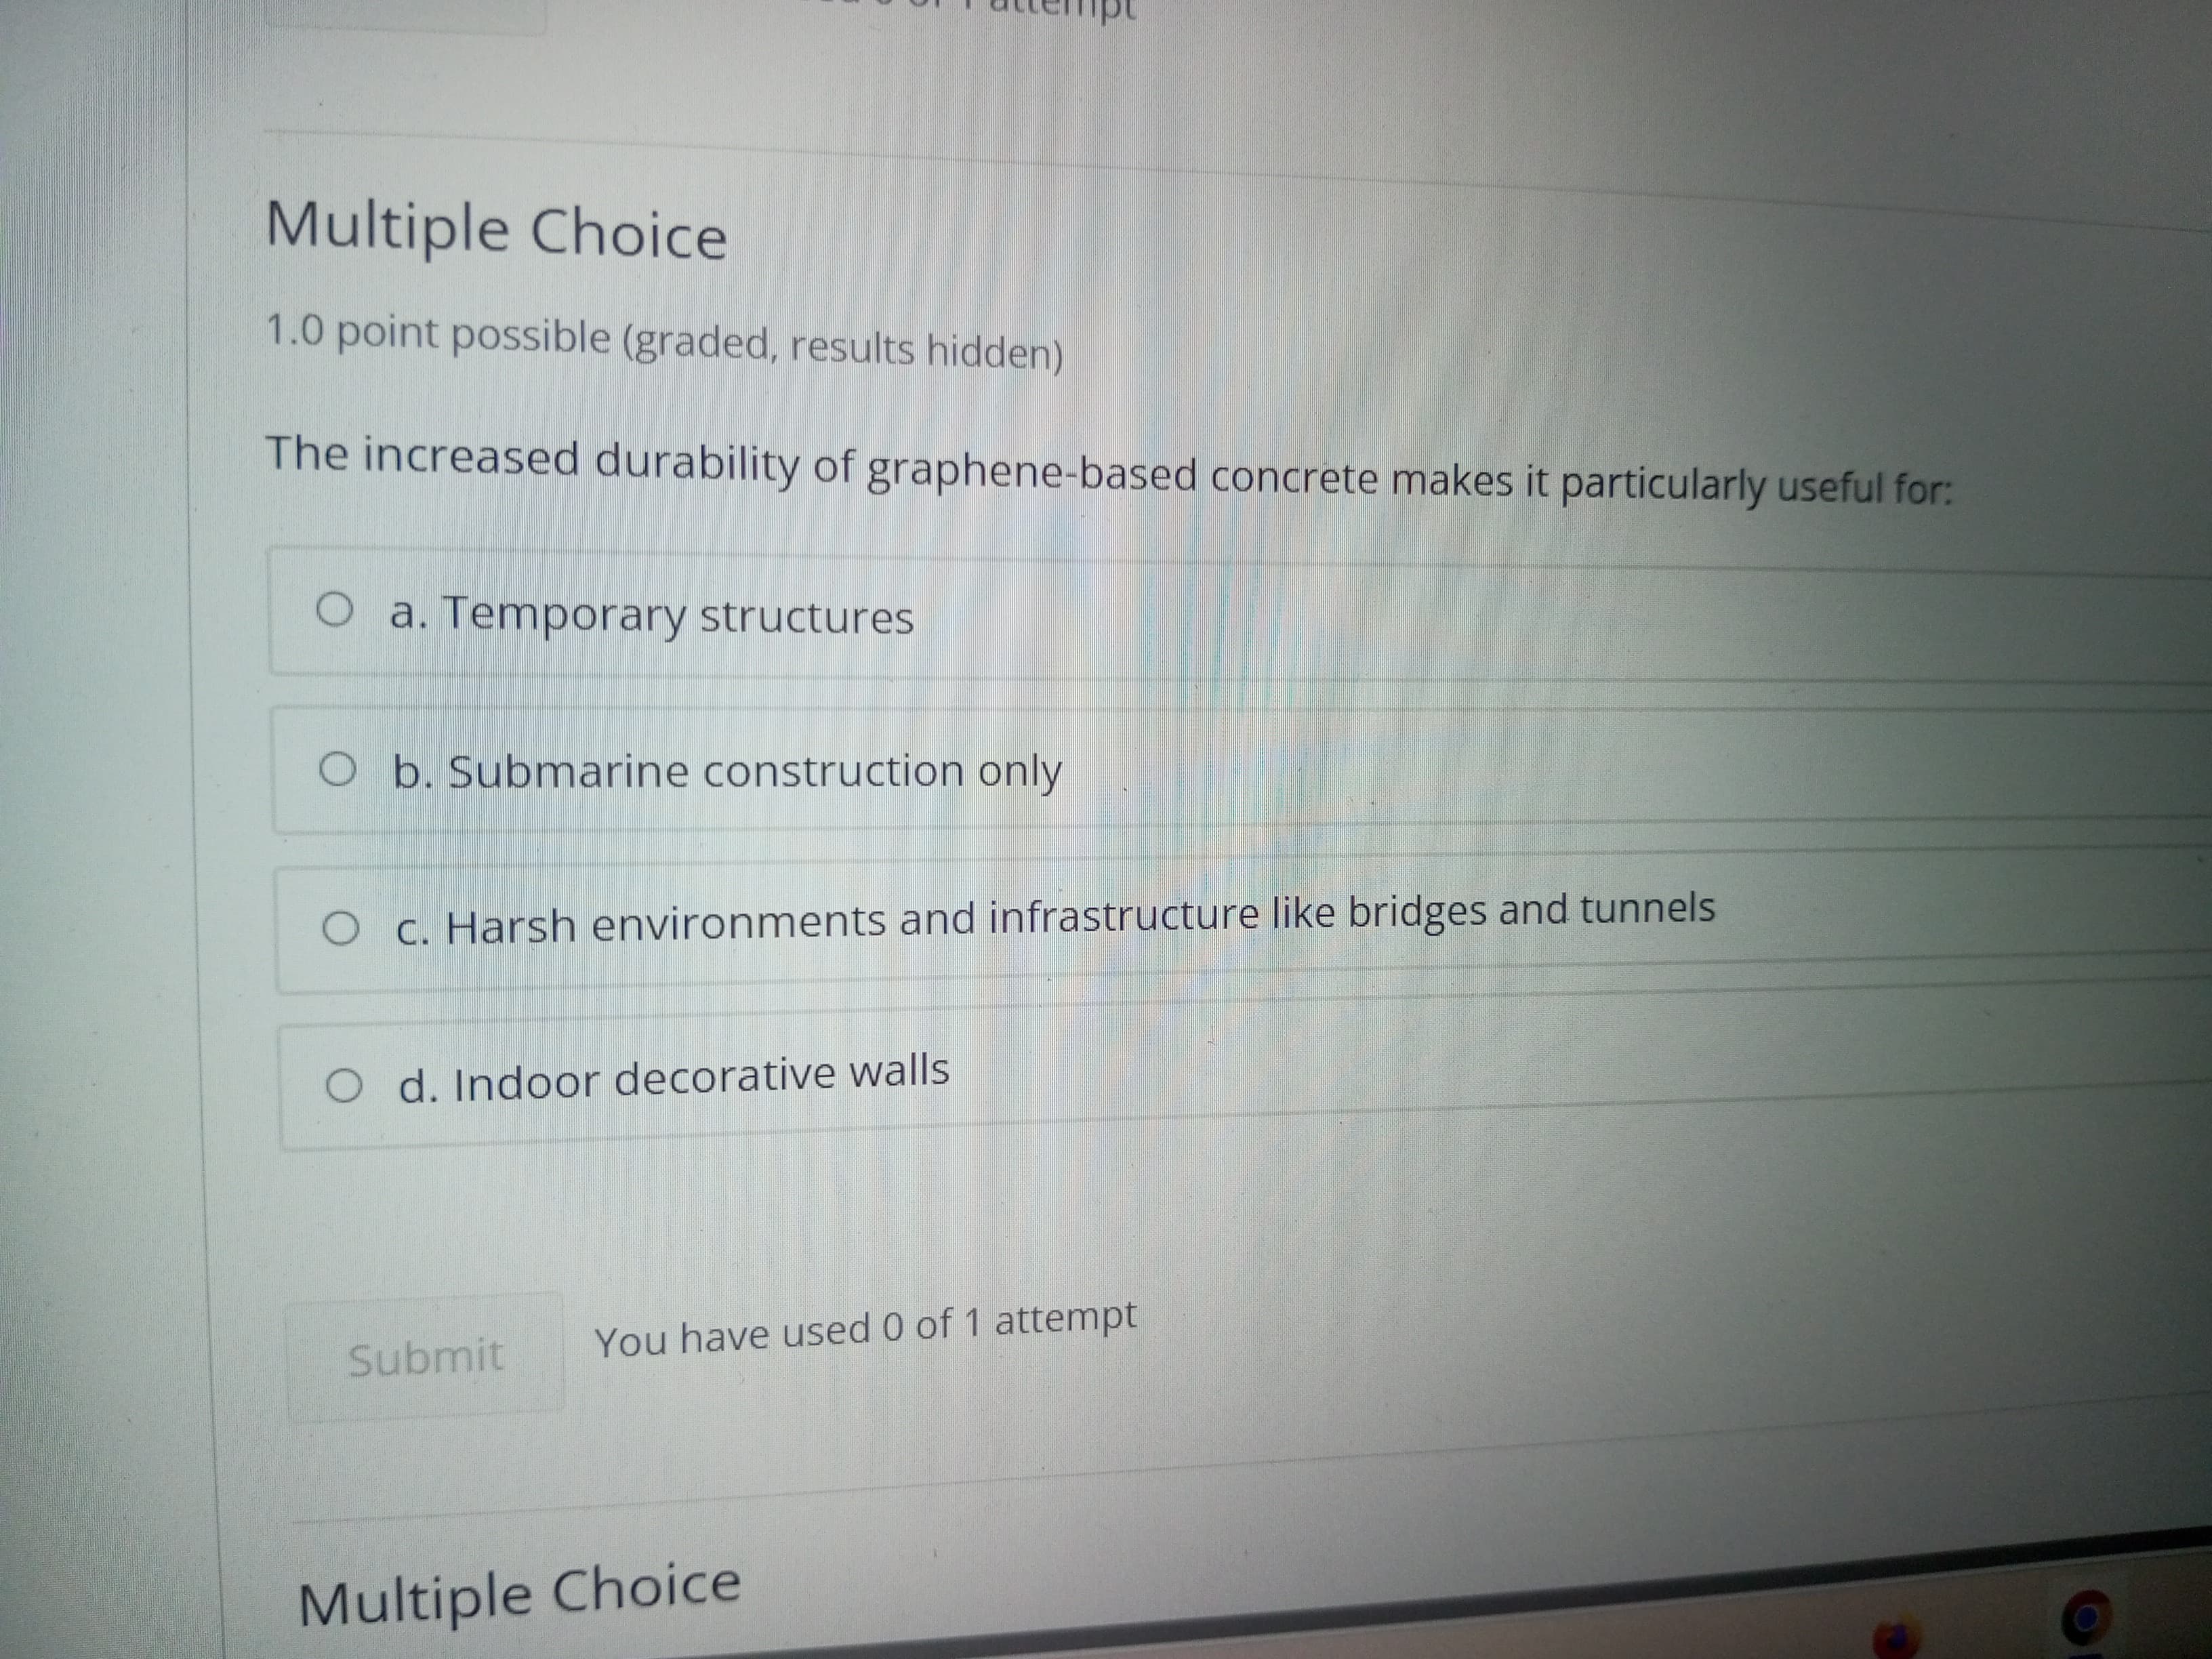 attempt
Multiple Choice
1.0 point possible (graded, results hidden)
The increased durability of graphene-based concrete makes it particularly useful for:
a. Temporary structures
b. Submarine construction only
c. Harsh environments and infrastructure like bridges and tunnels
d. Indoor decorative walls
Submit
You have used 0 of 1 attempt
Multiple Choice